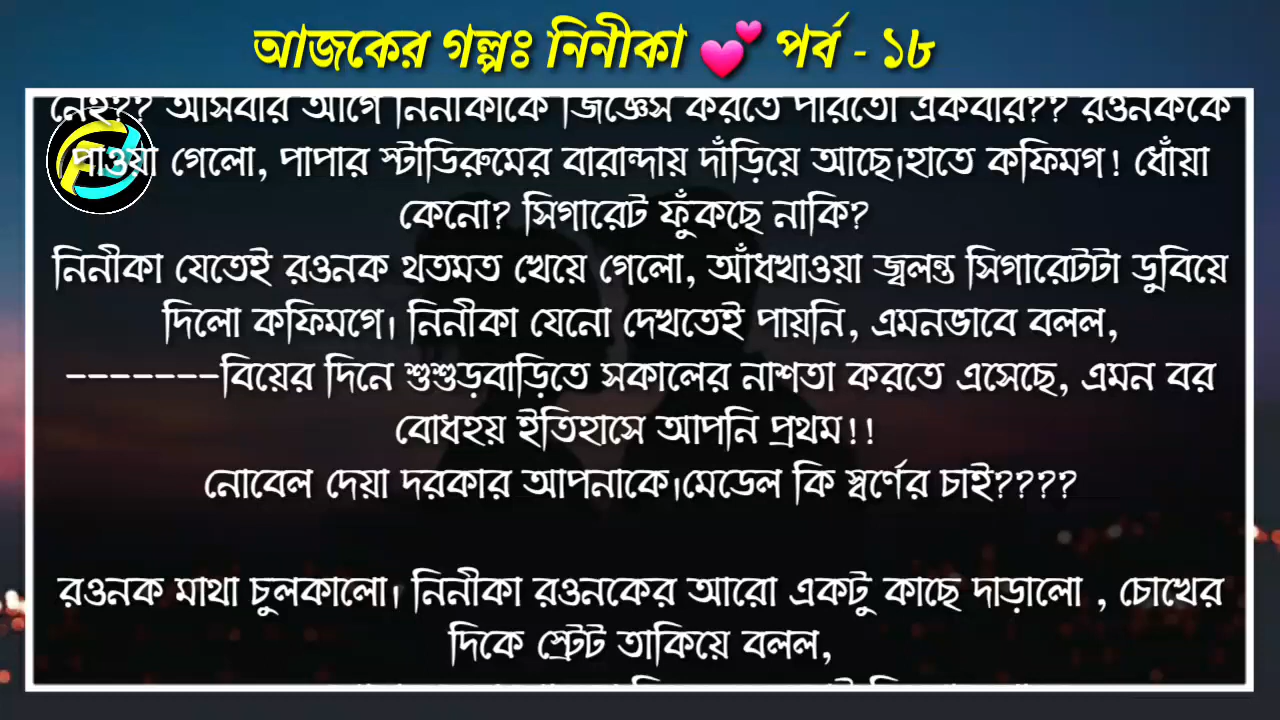 আজকের গল্পঃ নিনীকা 💕 পর্ব - ১৮
নেই?? আসবার আগে নিনীকাকে জিজ্ঞেস করতে পারতো একবার?? রওনককে
পাওয়া গেলো, পাপার স্টাডিরুমের বারান্দায় দাঁড়িয়ে আছে।হাতে কফিমগ! ধোঁয়া
কেনো? সিগারেট ফুঁকছে নাকি?
নিনীকা যেতেই রওনক থতমত খেয়ে গেলো, আঁধখাওয়া জ্বলন্ত সিগারেটটা ডুবিয়ে
দিলো কফিমগে। নিনীকা যেনো দেখতেই পায়নি, এমনভাবে বলল,
-------বিয়ের দিনে শুশুড়বাড়িতে সকালের নাশতা করতে এসেছে, এমন বর
বোধহয় ইতিহাসে আপনি প্রথম!!
নোবেল দেয়া দরকার আপনাকে।মেডেল কি স্বর্ণের চাই????
রওনক মাথা চুলকালো। নিনীকা রওনকের আরো একটু কাছে দাড়ালো , চোখের
দিকে স্ট্রেট তাকিয়ে বলল,